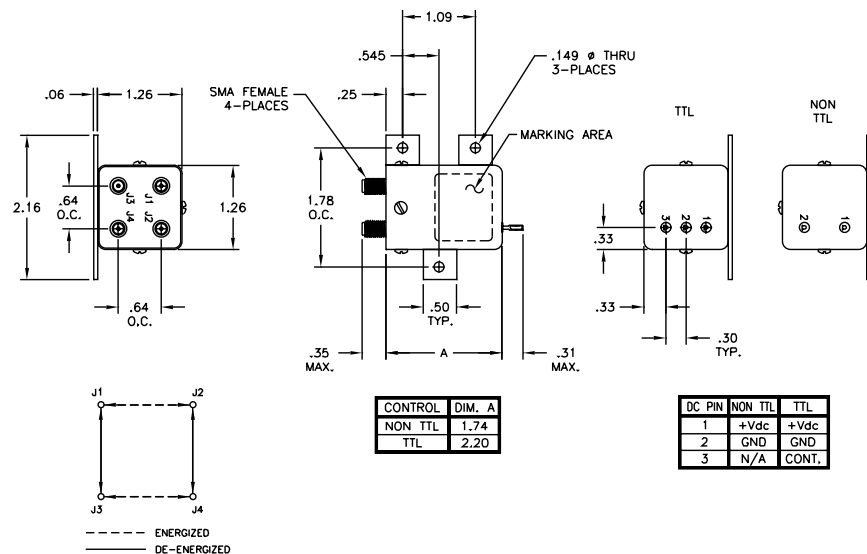 1.09
.545
.149 ø THRU
3-PLACES
.06
1.26
SMA FEMALE
4-PLACES
.25
MARKING AREA
TTL
NON
TTL
2.16
.64
O.C.
J3
J1
J4
J2
1.26
1.78
O.C.
3
2
1
2
1
.33
.64
O.C.
.50
TYP.
.33
.30
TYP.
.35
MAX.
A
.31
MAX.
J1
J2
J3
J4
CONTROL DIM. A
NON TTL 1.74
TTL 2.20
DC PIN NON TTL TTL
1 +Vdc +Vdc
2 GND GND
3 N/A CONT.
ENERGIZED
DE-ENERGIZED